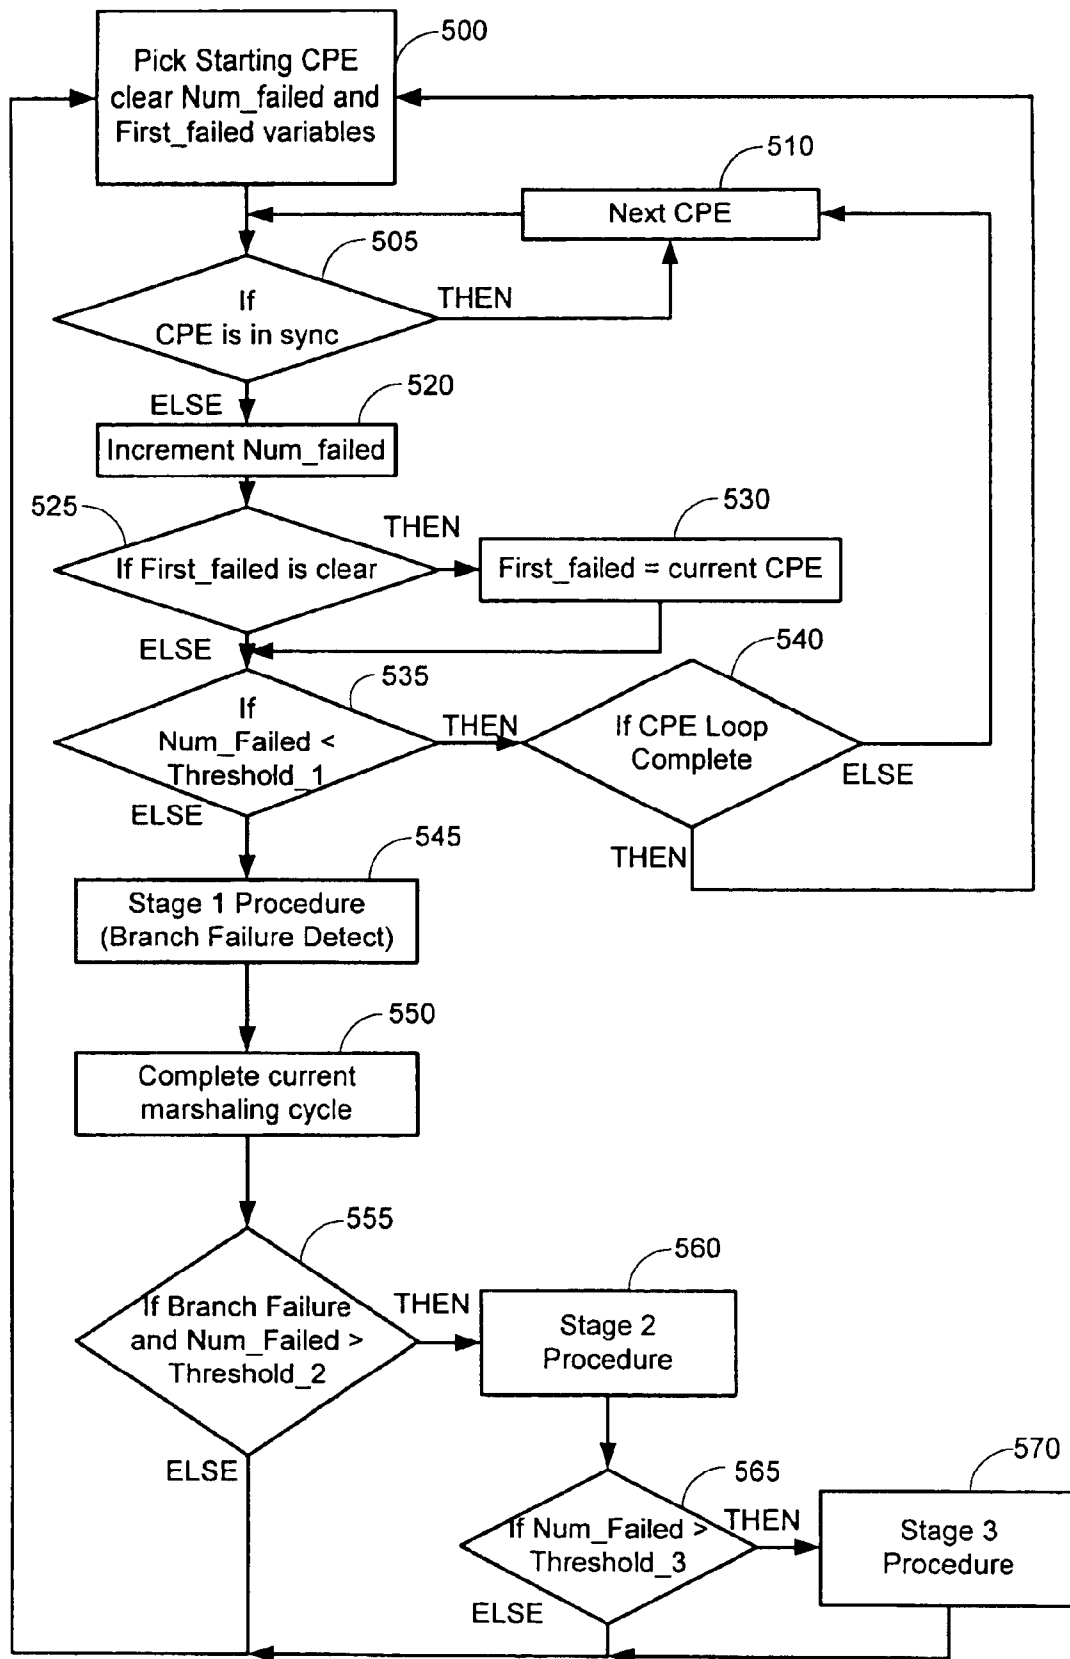 500
Pick Starting CPE
clear Num_failed and
First_failed variables
510
Next CPE
505
If
CPE is in sync
THEN
ELSE
520
Increment Num_failed
525
If First_failed is clear
THEN
530
First_failed = current CPE
ELSE
535
If
Num_Failed <
Threshold_1
THEN
540
If CPE Loop
Complete
ELSE
THEN
ELSE
545
Stage 1 Procedure
(Branch Failure Detect)
550
Complete current
marshaling cycle
555
If Branch Failure
and Num_Failed >
Threshold_2
THEN
560
Stage 2
Procedure
ELSE
565
If Num_Failed >
Threshold_3
THEN
570
Stage 3
Procedure
ELSE